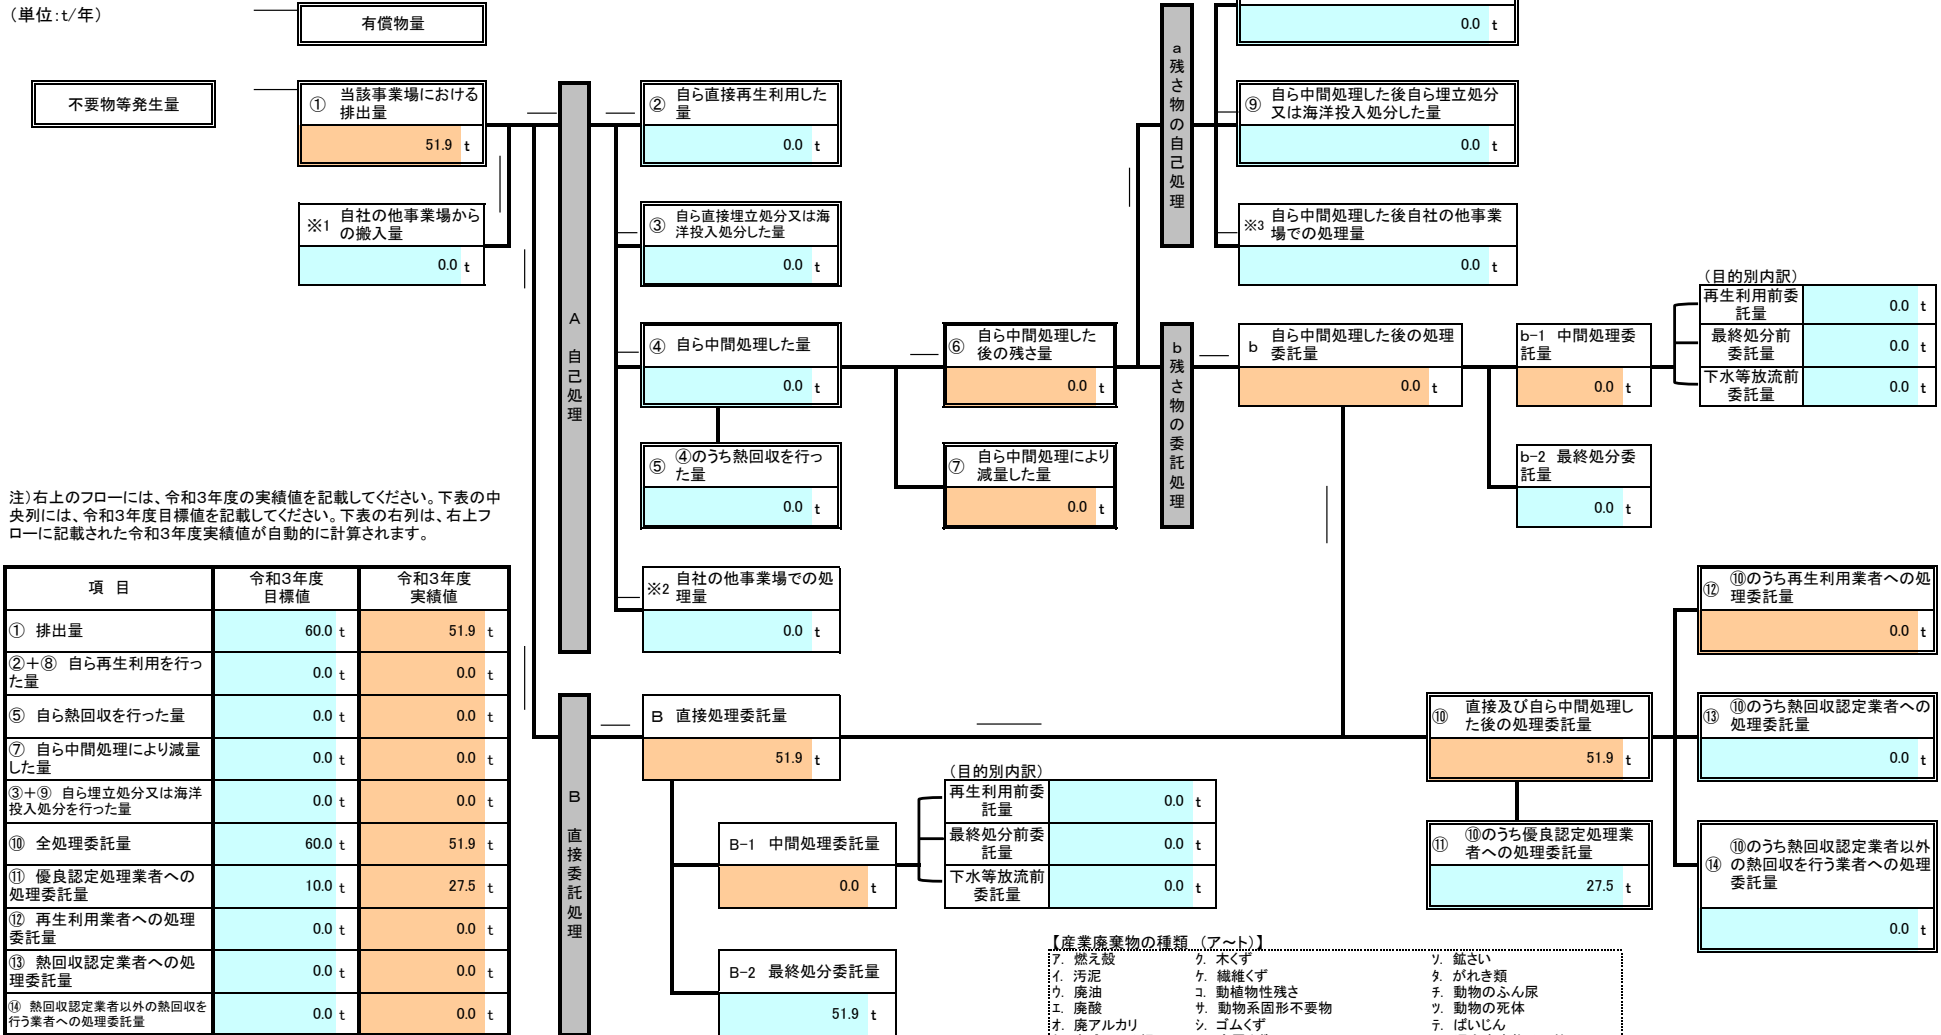 (単位:t/年)
有償物量
不要物等発生量
① 当該事業場における
排出量
51.9 t
※1 自社の他事業場から
の搬入量
0.0 t
A 自己処理
② 自ら直接再生利用した
量
0.0 t
③ 自ら直接埋立処分又は海
洋投入処分した量
0.0 t
④ 自ら中間処理した量
0.0 t
⑤ ④のうち熱回収を行っ
た量
0.0 t
※2 自社の他事業場での処
理量
0.0 t
⑥ 自ら中間処理した
後の残さ量
0.0 t
⑦ 自ら中間処理により
減量した量
0.0 t
a 残さ物の自己処理
0.0 t
⑨ 自ら中間処理した後自ら埋立処分
又は海洋投入処分した量
0.0 t
※3 自ら中間処理した後自社の他事業
場での処理量
0.0 t
b 残さ物の委託処理
b 自ら中間処理した後の処理
委託量
0.0 t
b-1 中間処理委
託量
0.0 t
b-2 最終処分委
託量
0.0 t
(目的別内訳)
再生利用前委
託量
0.0 t
最終処分前
委託量
0.0 t
下水等放流前
委託量
0.0 t
注)右上のフローには、令和3年度の実績値を記載してください。下表の中
央列には、令和3年度目標値を記載してください。下表の右列は、右上フ
ローに記載された令和3年度実績値が自動的に計算されます。
項 目 令和3年度
目標値 令和3年度
実績値
① 排出量 60.0 t 51.9 t
②+⑧ 自ら再生利用を行っ
た量 0.0 t 0.0 t
⑤ 自ら熱回収を行った量 0.0 t 0.0 t
⑦ 自ら中間処理により減量
した量 0.0 t 0.0 t
③+⑨ 自ら埋立処分又は海洋
投入処分を行った量 0.0 t 0.0 t
⑩ 全処理委託量 60.0 t 51.9 t
⑪ 優良認定処理業者への
処理委託量 10.0 t 27.5 t
⑫ 再生利用業者への処理
委託量 0.0 t 0.0 t
⑬ 熱回収認定業者への処
理委託量 0.0 t 0.0 t
⑭ 熱回収認定業者以外の熱回収を
行う業者への処理委託量 0.0 t 0.0 t
B 直接委託処理
B 直接処理委託量
51.9 t
B-1 中間処理委託量
0.0 t
B-2 最終処分委託量
51.9 t
(目的別内訳)
再生利用前委
託量
0.0 t
最終処分前委
託量
0.0 t
下水等放流前
委託量
0.0 t
⑩ 直接及び自ら中間処理し
た後の処理委託量
51.9 t
⑪ ⑩のうち優良認定処理業
者への処理委託量
27.5 t
⑫ ⑩のうち再生利用業者への処
理委託量
0.0 t
⑬ ⑩のうち熱回収認定業者への
処理委託量
0.0 t
⑭ ⑩のうち熱回収認定業者以外
の熱回収を行う業者への処理
委託量
0.0 t
【産業廃棄物の種類 (ア～ト)】
ア. 燃え殻 ク. 木くず ソ. 鉱さい
イ. 汚泥 ケ. 繊維くず タ. がれき類
ウ. 廃油 コ. 動植物性残さ チ. 動物のふん尿
エ. 廃酸 サ. 動物系固形不要物 ツ. 動物の死体
オ. 廃アルカリ シ. ゴムくず テ. ばいじん